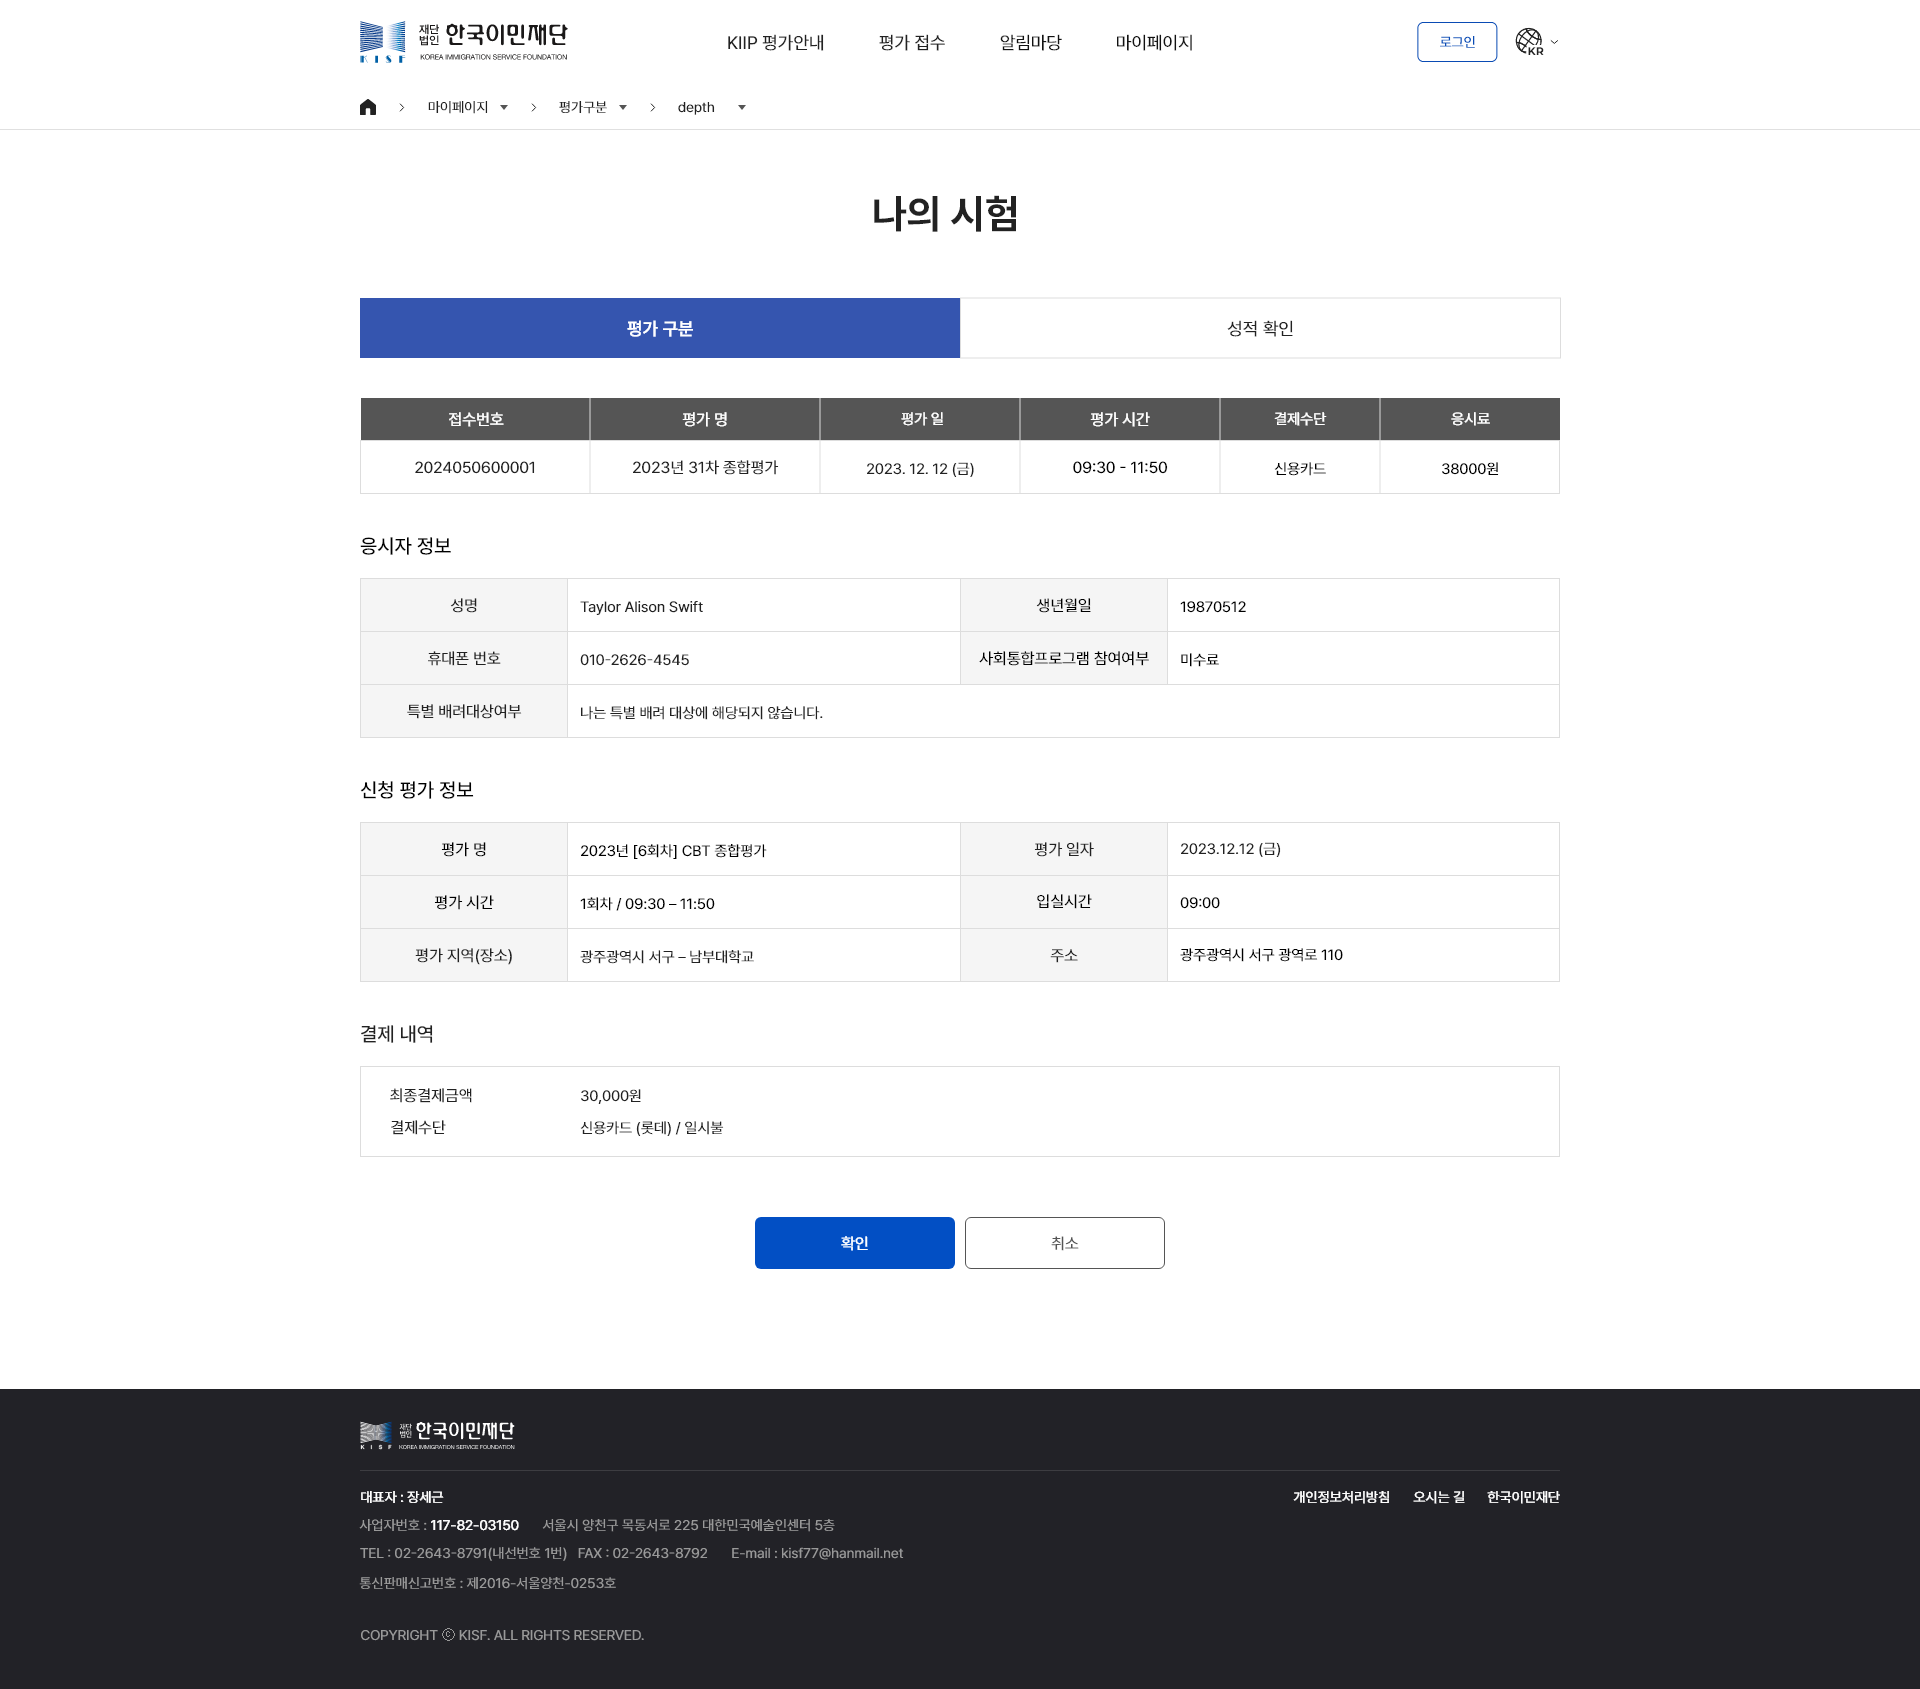 재단법인 한국이민재단
KISF KOREA IMMIGRATION SERVICE FOUNDATION
KIIP 평가안내 평가 접수 알림마당 마이페이지
로그인 KR
마이페이지 평가구분 depth
나의 시험
평가 구분 성적 확인
접수번호 평가 명 평가 일 평가 시간 결제수단 응시료
2024050600001 2023년 31차 종합평가 2023. 12. 12 (금) 09:30 - 11:50 신용카드 38000원
응시자 정보
성명 Taylor Alison Swift 생년월일 19870512
휴대폰 번호 010-2626-4545 사회통합프로그램 참여여부 미수료
특별 배려대상여부 나는 특별 배려 대상에 해당되지 않습니다.
신청 평가 정보
평가 명 2023년 [6회차] CBT 종합평가 평가 일자 2023.12.12 (금)
평가 시간 1회차 / 09:30 – 11:50 입실시간 09:00
평가 지역(장소) 광주광역시 서구 – 남부대학교 주소 광주광역시 서구 광역로 110
결제 내역
최종결제금액 30,000원
결제수단 신용카드 (롯데) / 일시불
확인 취소
재단법인 한국이민재단
KISF KOREA IMMIGRATION SERVICE FOUNDATION
대표자 : 장세근 개인정보처리방침 오시는 길 한국이민재단
사업자번호 : 117-82-03150 서울시 양천구 목동서로 225 대한민국예술인센터 5층
TEL : 02-2643-8791(내선번호 1번) FAX : 02-2643-8792 E-mail : kisf77@hanmail.net
통신판매신고번호 : 제2016-서울양천-0253호
COPYRIGHT ⓒ KISF. ALL RIGHTS RESERVED.